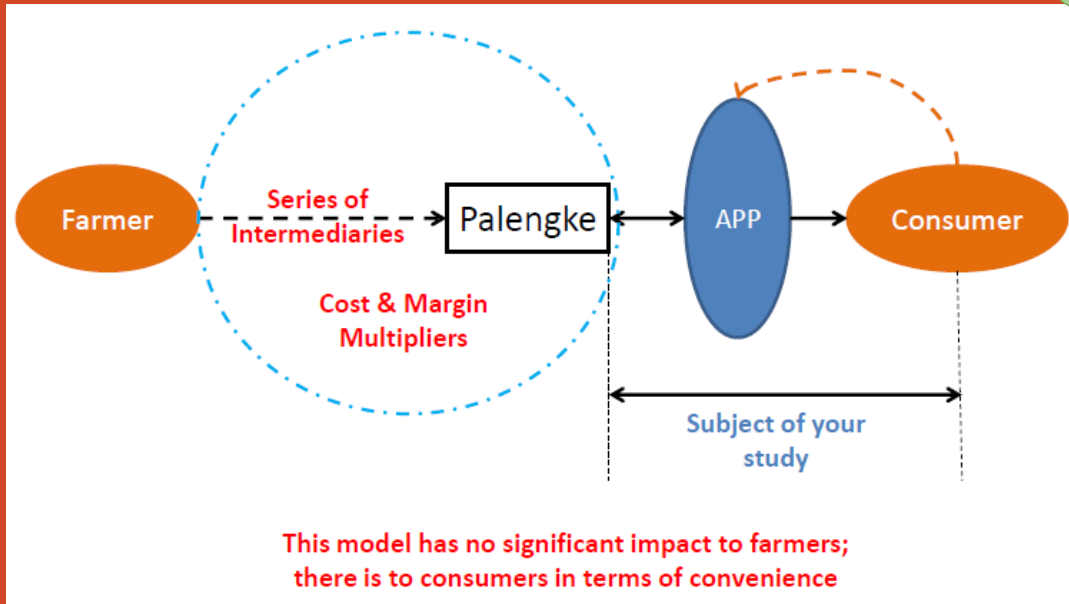 Farmer
Series of
Intermediaries
Palengke
APP
Consumer
Cost & Margin
Multipliers
Subject of your
study
This model has no significant impact to farmers;
there is to consumers in terms of convenience